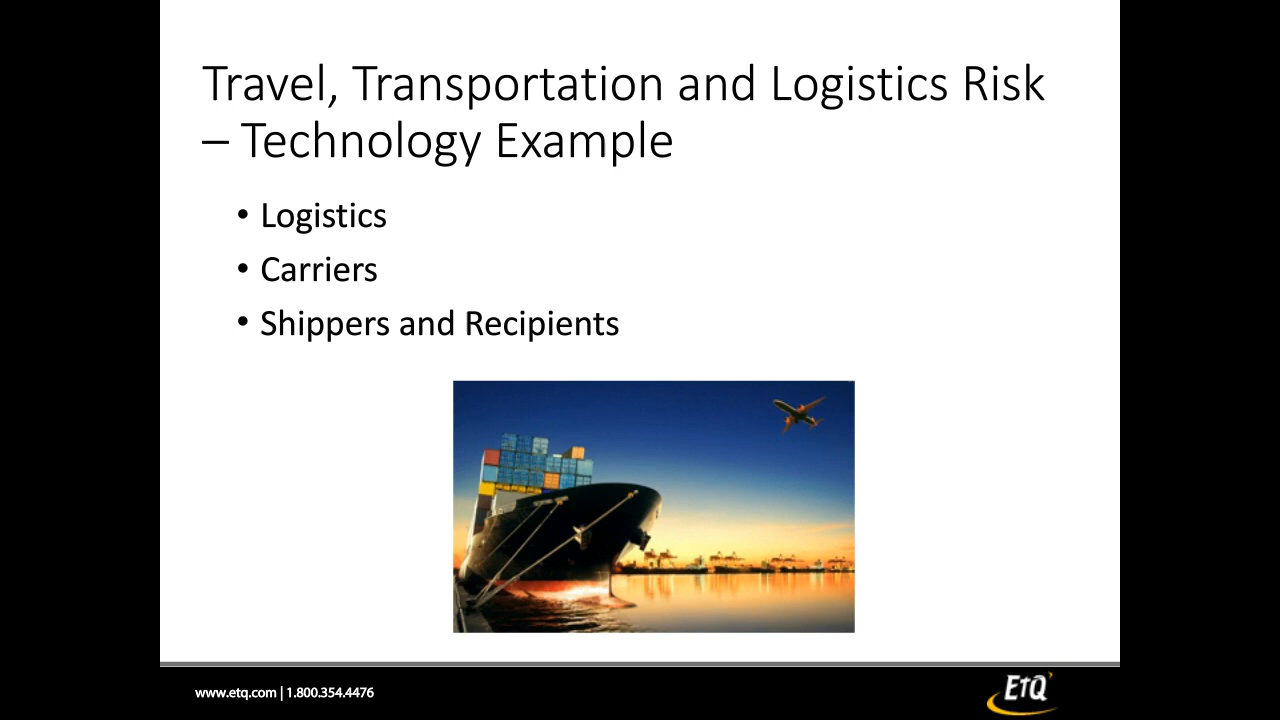 Travel, Transportation and Logistics Risk
– Technology Example
• Logistics
• Carriers
• Shippers and Recipients
www.etq.com | 1.800.354.4476
ETQ